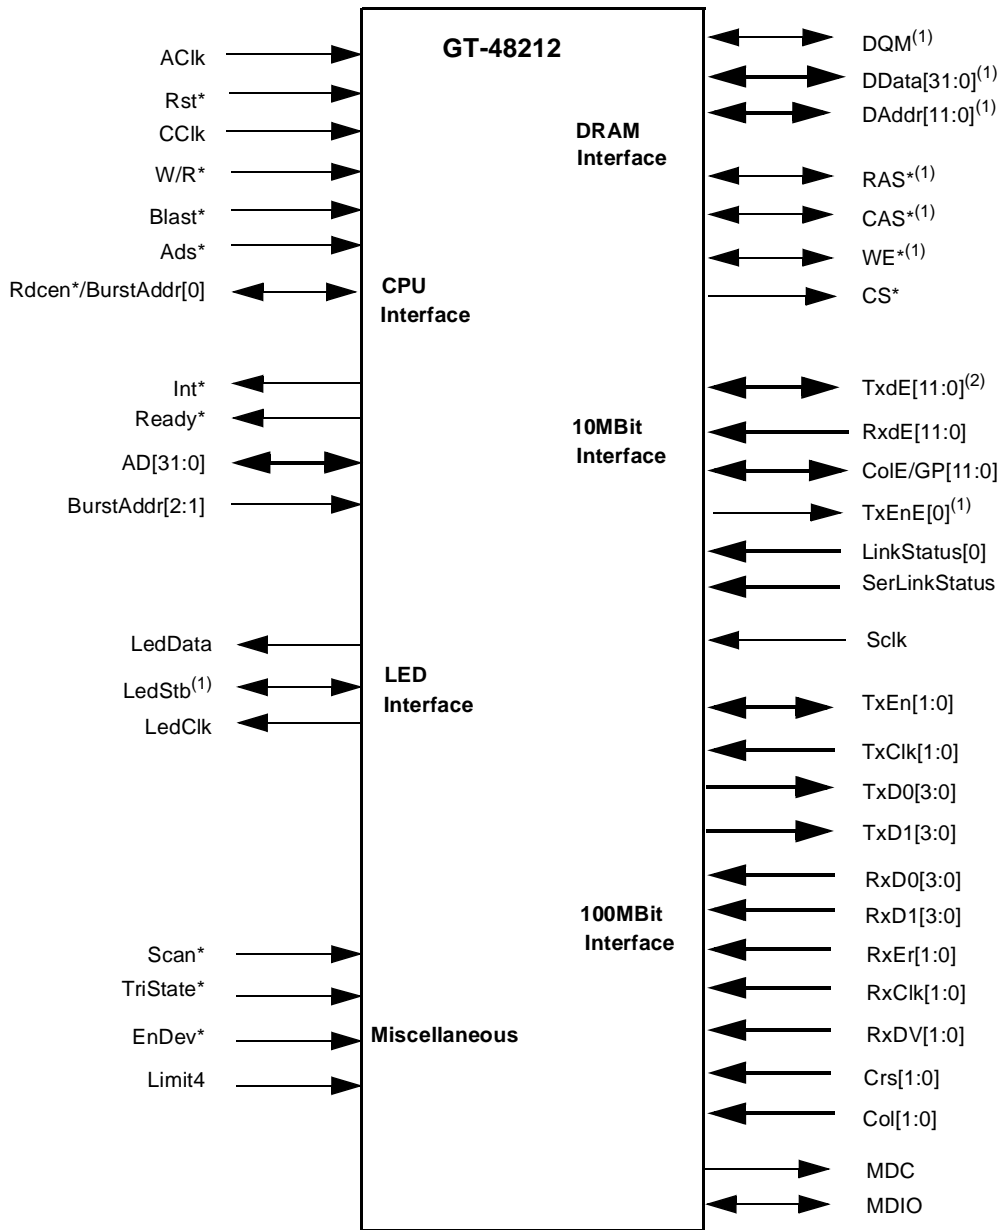 GT-48212
AClk
Rst*
CClk
W/R*
Blast*
Ads*
Rdcen*/BurstAddr[0]
CPU
Interface
Int*
Ready*
AD[31:0]
BurstAddr[2:1]
LedData
LedStb(1)
LedClk
LED
Interface
Scan*
TriState*
EnDev*
Limit4
Miscellaneous
DRAM
Interface
DQM(1)
DData[31:0](1)
DAddr[11:0](1)
RAS*(1)
CAS*(1)
WE*(1)
CS*
10MBit
Interface
TxdE[11:0](2)
RxdE[11:0]
ColE/GP[11:0]
TxEnE[0](1)
LinkStatus[0]
SerLinkStatus
Sclk
TxEn[1:0]
TxClk[1:0]
TxD0[3:0]
TxD1[3:0]
100MBit
Interface
RxD0[3:0]
RxD1[3:0]
RxEr[1:0]
RxClk[1:0]
RxDV[1:0]
Crs[1:0]
Col[1:0]
MDC
MDIO